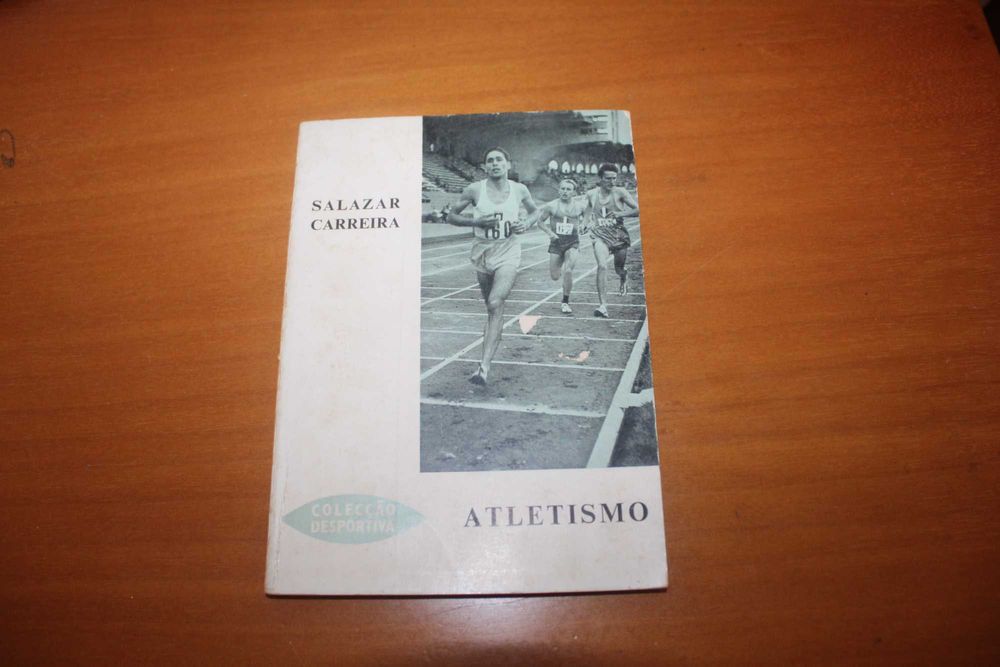 SALAZAR
CARREIRA
COLECÇÃO
DESPORTIVA
ATLETISMO